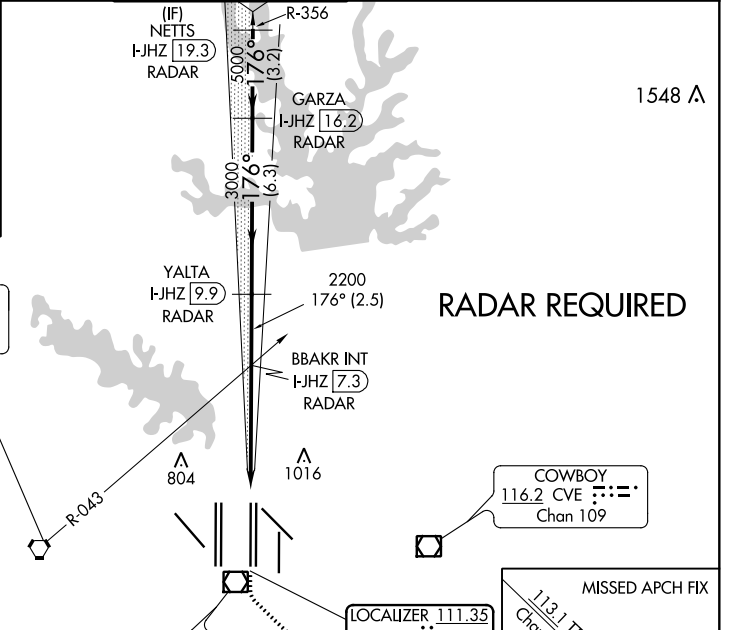 (IF)
NETTS
I-JHZ 19.3
RADAR
R-356
5000
176°
(3.2)
GARZA
I-JHZ 16.2
RADAR
1548
3000
176°
(6.3)
YALTA
I-JHZ 9.9
RADAR
2200
176° (2.5)
RADAR REQUIRED
BBAKR INT
I-JHZ 7.3
RADAR
804
1016
R-043
COWBOY
116.2 CVE
Chan 109
LOCALIZER 111.35
MISSED APCH FIX
113.1